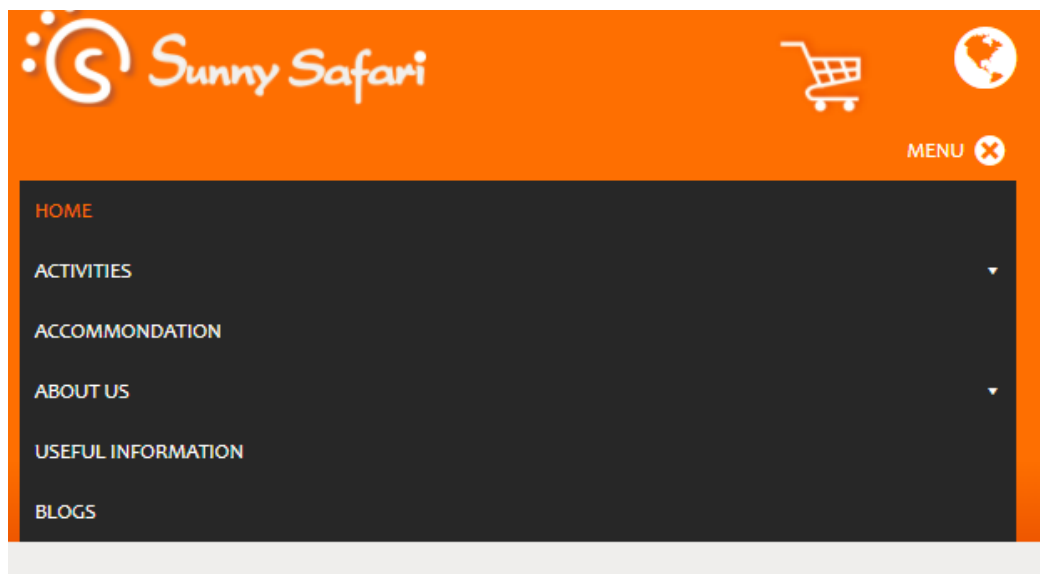 Sunny Safari
MENU
HOME
ACTIVITIES
ACCOMMONDATION
ABOUT US
USEFUL INFORMATION
BLOGS